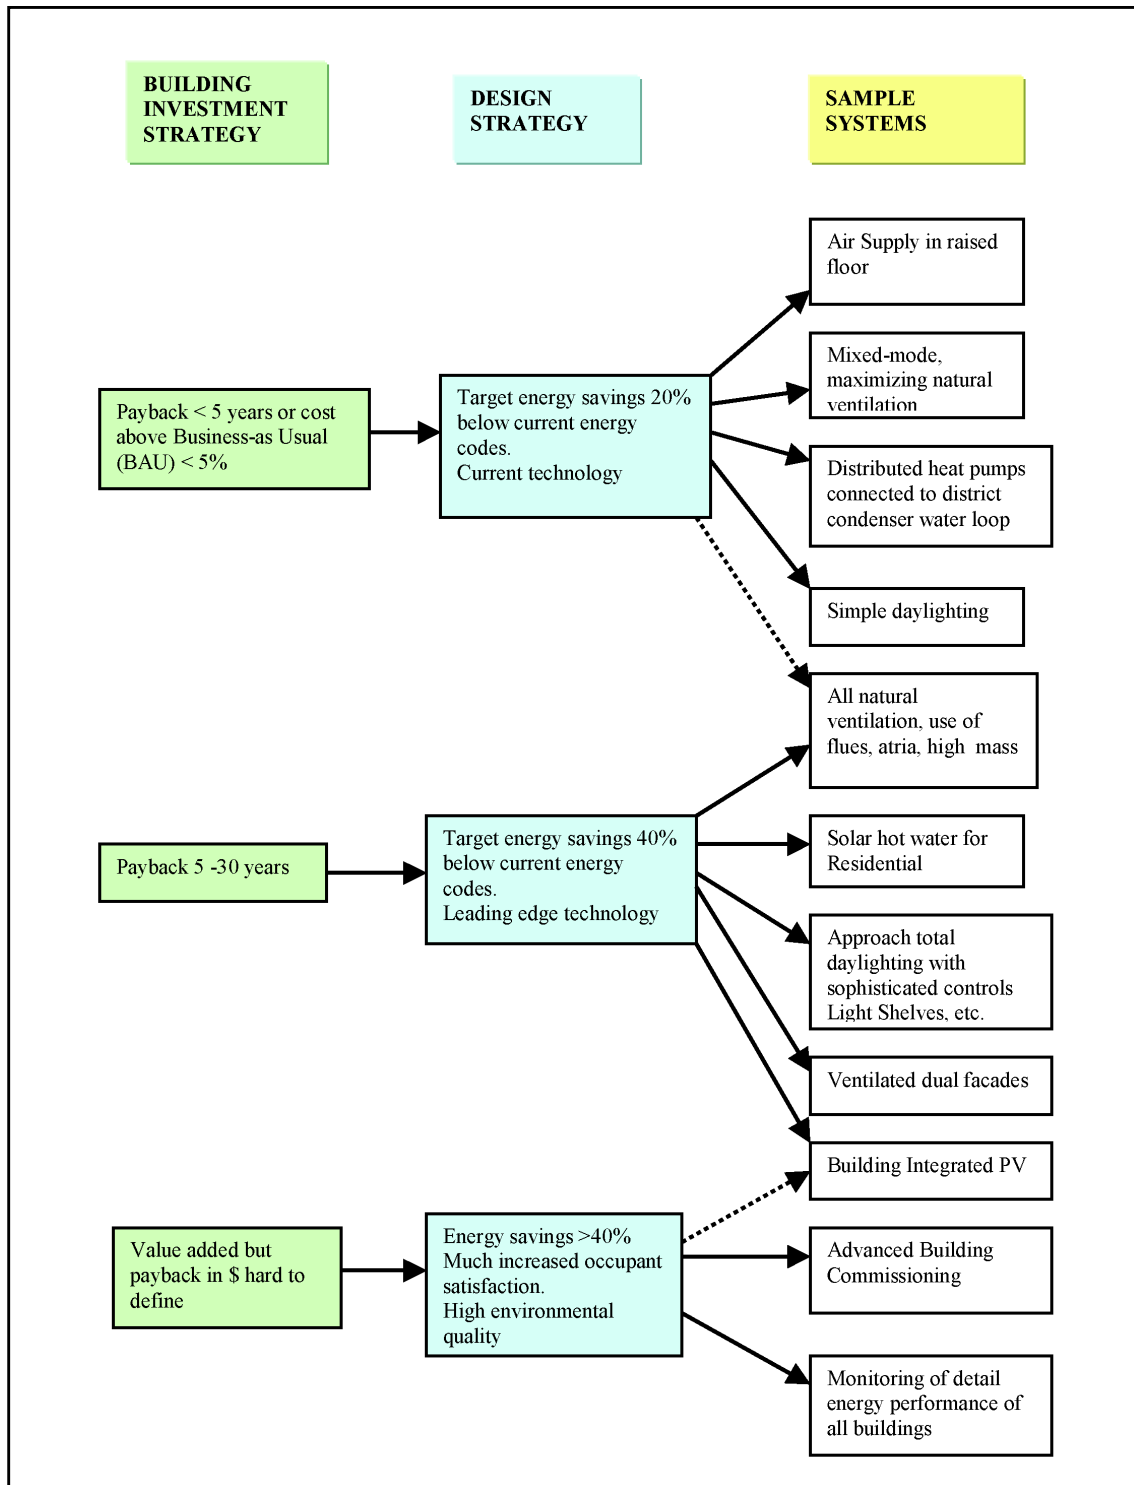 BUILDING
INVESTMENT
STRATEGY
DESIGN
STRATEGY
SAMPLE
SYSTEMS
Air Supply in raised
floor
Mixed-mode,
maximizing natural
ventilation
Payback < 5 years or cost
above Business-as Usual
(BAU) < 5%
Target energy savings 20%
below current energy
codes.
Current technology
Distributed heat pumps
connected to district
condenser water loop
Simple daylighting
All natural
ventilation, use of
flues, atria, high mass
Payback 5 -30 years
Target energy savings 40%
below current energy
codes.
Leading edge technology
Solar hot water for
Residential
Approach total
daylighting with
sophisticated controls
Light Shelves, etc.
Ventilated dual facades
Building Integrated PV
Value added but
payback in $ hard to
define
Energy savings >40%
Much increased occupant
satisfaction.
High environmental
quality
Advanced Building
Commissioning
Monitoring of detail
energy performance of
all buildings